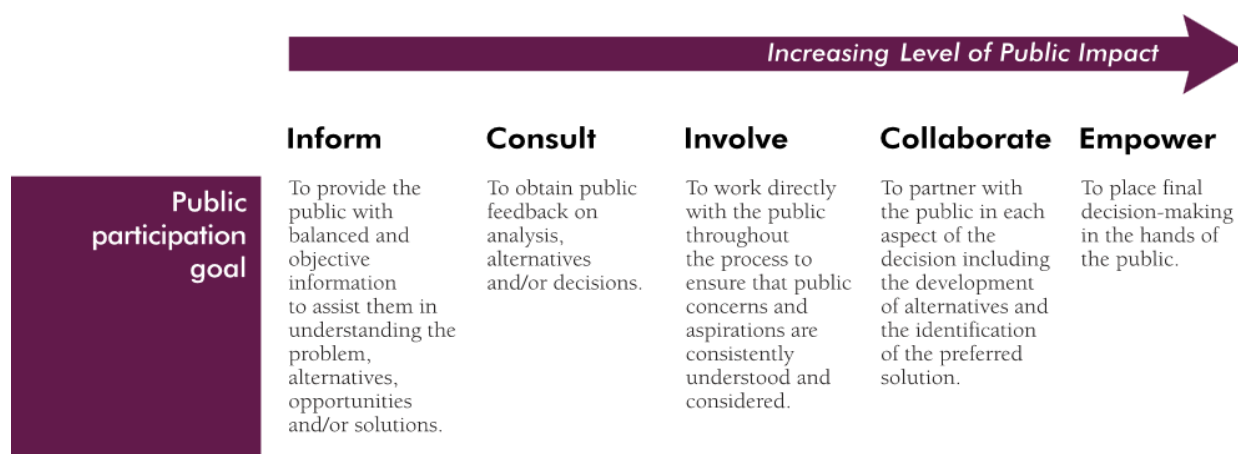 Increasing Level of Public Impact
Inform
Consult
Involve
Collaborate
Empower
Public
participation
goal
To provide the
public with
balanced and
objective
information
to assist them in
understanding the
problem,
alternatives,
opportunities
and/or solutions.
To obtain public
feedback on
analysis,
alternatives
and/or decisions.
To work directly
with the public
throughout
the process to
ensure that public
concerns and
aspirations are
consistently
understood and
considered.
To partner with
the public in each
aspect of the
decision including
the development
of alternatives and
the identification
of the preferred
solution.
To place final
decision-making
in the hands of
the public.